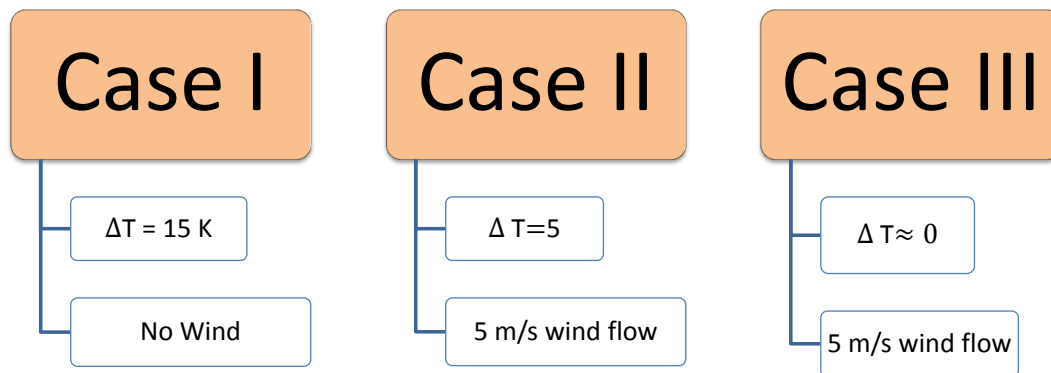 Case I
ΔT = 15 K
No Wind
Case II
Δ T=5
5 m/s wind flow
Case III
Δ T≈ 0
5 m/s wind flow